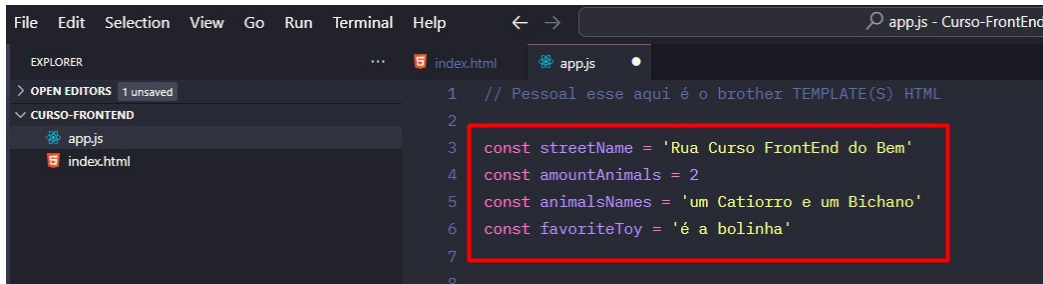 File Edit Selection View Go Run Terminal Help ← → app.js - Curso-FrontEnd
EXPLORER ··· index.html app.js ●
> OPEN EDITORS 1 unsaved
CURSO-FRONTEND
app.js
index.html
1 // Pessoal esse aqui é o brother TEMPLATE(S) HTML
2
3 const streetName = 'Rua Curso FrontEnd do Bem'
4 const amountAnimals = 2
5 const animalsNames = 'um Catiorro e um Bichano'
6 const favoriteToy = 'é a bolinha'
7
8